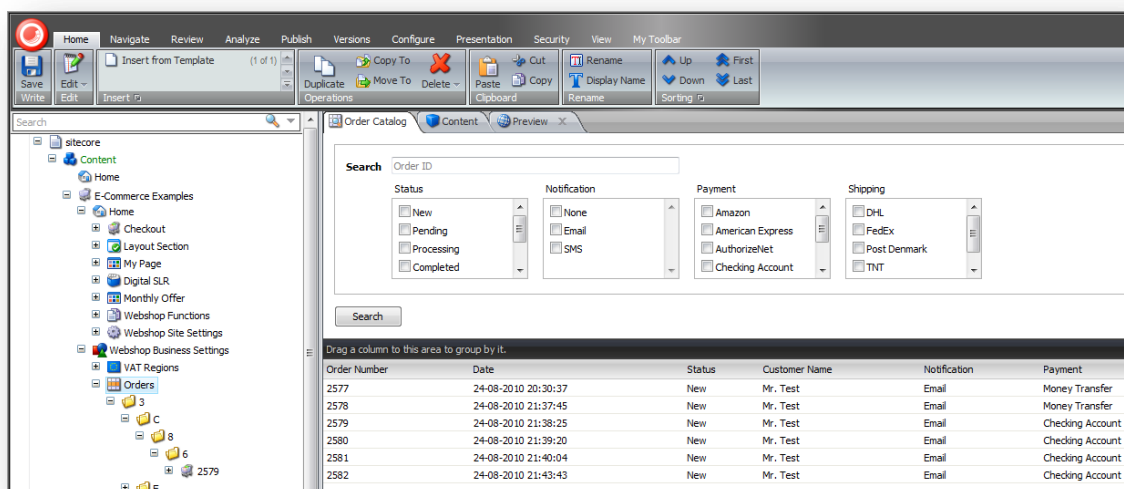 Home Navigate Review Analyze Publish Versions Configure Presentation Security View My Toolbar
Insert from Template (1 of 1) Copy To Cut Rename Up First
Save Edit Duplicate Move To Delete Paste Copy Display Name Down Last
Write Edit Insert Operations Clipboard Rename Sorting
Search
Order Catalog Content Preview
sitecore
Content
Home
E-Commerce Examples
Home
Checkout
Layout Section
My Page
Digital SLR
Monthly Offer
Webshop Functions
Webshop Site Settings
Webshop Business Settings
VAT Regions
Orders
3
C
8
6
2579
F
Search Order ID
Status Notification Payment Shipping
New None Amazon DHL
Pending Email American Express FedEx
Processing SMS AuthorizeNet Post Denmark
Completed Checking Account TNT
Search
Drag a column to this area to group by it.
Order Number Date Status Customer Name Notification Payment
2577 24-08-2010 20:30:37 New Mr. Test Email Money Transfer
2578 24-08-2010 21:37:45 New Mr. Test Email Money Transfer
2579 24-08-2010 21:38:25 New Mr. Test Email Checking Account
2580 24-08-2010 21:39:20 New Mr. Test Email Checking Account
2581 24-08-2010 21:40:04 New Mr. Test Email Checking Account
2582 24-08-2010 21:43:43 New Mr. Test Email Checking Account